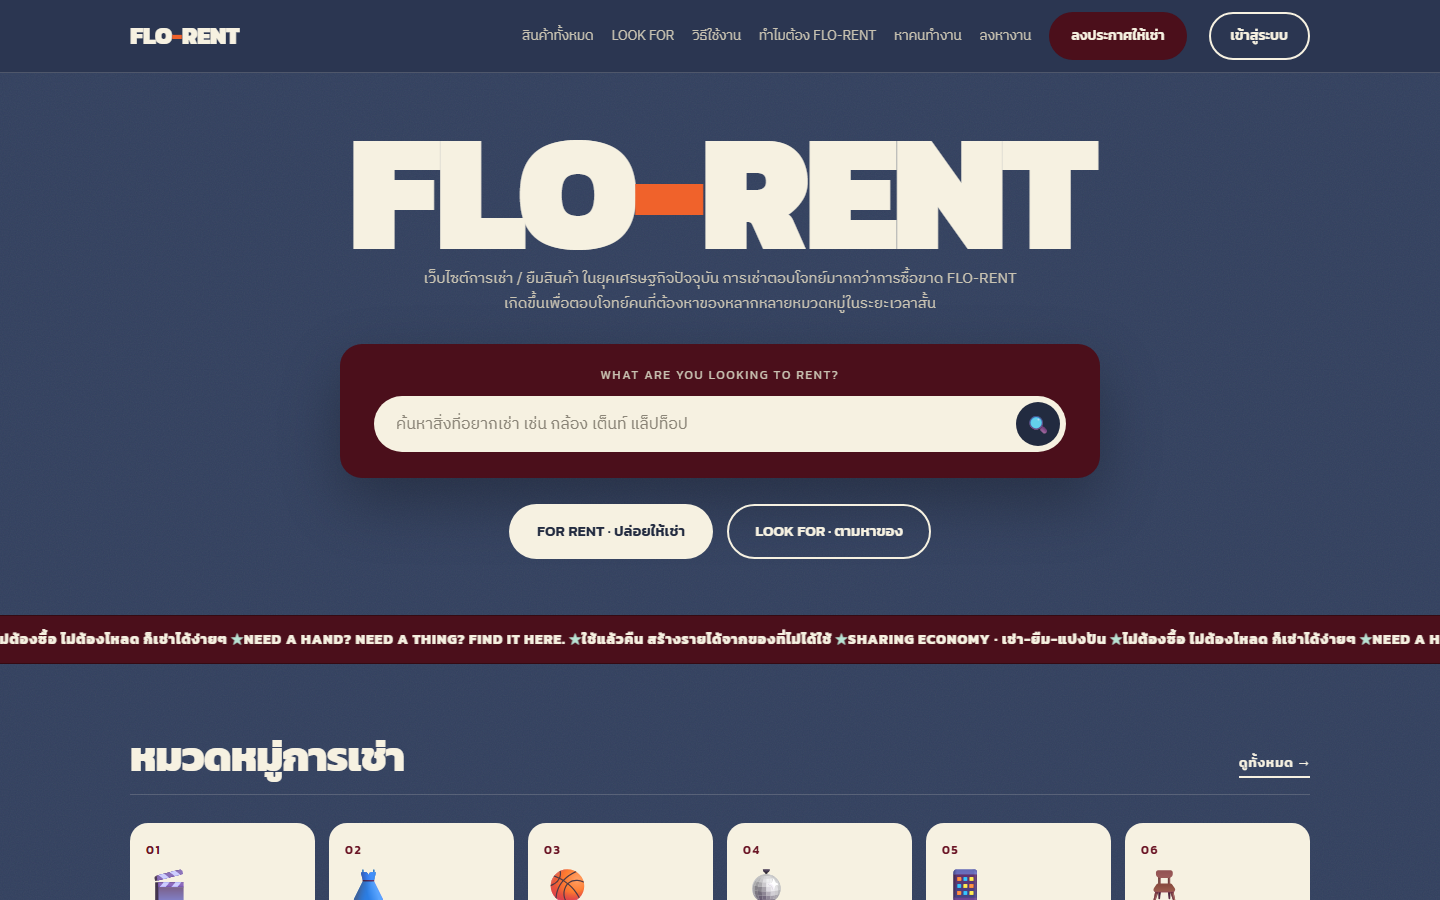 FLO-RENT
สินค้าทั้งหมด
LOOK FOR
วิธีใช้งาน
ทำไมต้อง FLO-RENT
หาคนทำงาน
ลงหางาน
ลงประกาศให้เช่า
เข้าสู่ระบบ
FLO-RENT
เว็บไซต์การเช่า / ยืมสินค้า ในยุคเศรษฐกิจปัจจุบัน การเช่าตอบโจทย์มากกว่าการซื้อขาด FLO-RENT
เกิดขึ้นเพื่อตอบโจทย์คนที่ต้องหาของหลากหลายหมวดหมู่ในระยะเวลาสั้น
WHAT ARE YOU LOOKING TO RENT?
ค้นหาสิ่งที่อยากเช่า เช่น กล้อง เต็นท์ แล็ปท็อป
FOR RENT · ปล่อยให้เช่า
LOOK FOR · ตามหาของ
ไม่ต้องซื้อ ไม่ต้องโหลด ก็เช่าได้ง่ายๆ ★NEED A HAND? NEED A THING? FIND IT HERE. ★ใช้แล้วคืน สร้างรายได้จากของที่ไม่ได้ใช้ ★SHARING ECONOMY · เช่า-ยืม-แบ่งปัน ★ไม่ต้องซื้อ ไม่ต้องโหลด ก็เช่าได้ง่ายๆ ★NEED A H
หมวดหมู่การเช่า
ดูทั้งหมด →
01
02
03
04
05
06